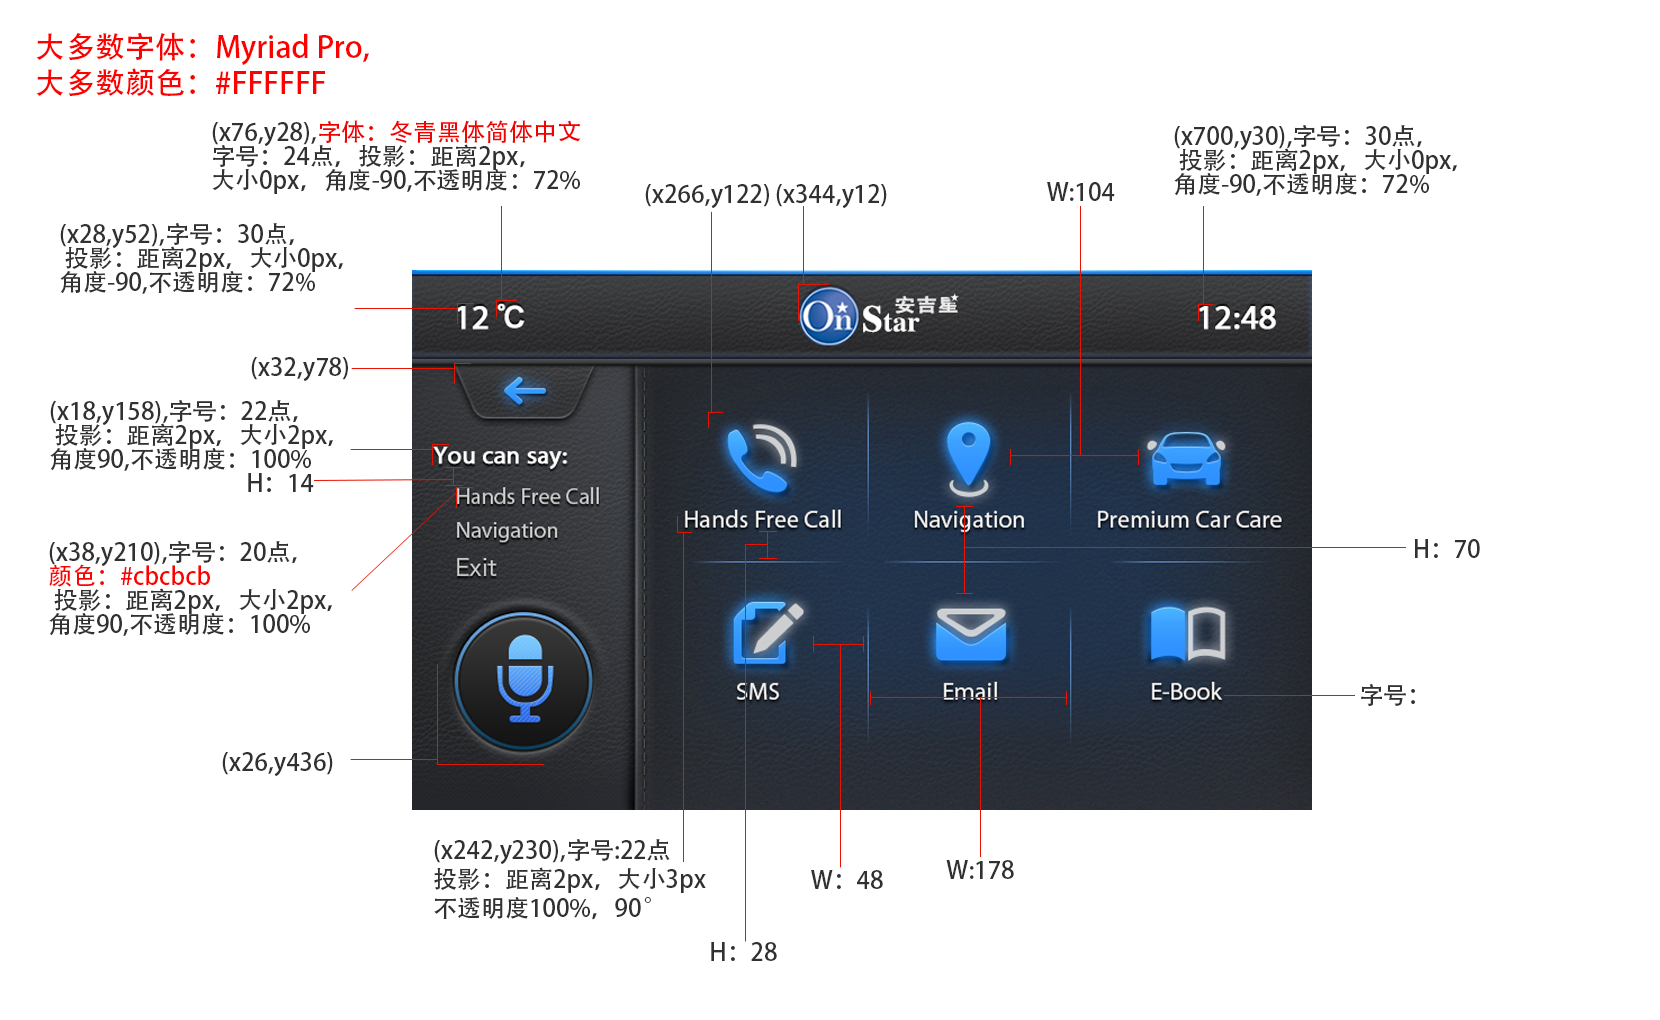 大多数字体：Myriad Pro,
大多数颜色：#FFFFFF
(x76,y28),字体：冬青黑体简体中文
字号：24点，投影：距离2px，
大小0px，角度-90,不透明度：72%
(x700,y30),字号：30点，
投影：距离2px，大小0px，
角度-90,不透明度：72%
(x266,y122)
(x344,y12)
W:104
(x28,y52),字号：30点，
投影：距离2px，大小0px，
角度-90,不透明度：72%
12 ℃
On Star
安吉星
12:48
(x32,y78)
(x18,y158),字号：22点，
投影：距离2px，大小2px，
角度90,不透明度：100%
H：14
You can say:
Hands Free Call
Navigation
Exit
Hands Free Call
Navigation
Premium Car Care
H：70
(x38,y210),字号：20点，
颜色：#cbcbcb
投影：距离2px，大小2px，
角度90,不透明度：100%
SMS
Email
E-Book
字号：
(x26,y436)
(x242,y230),字号:22点
投影：距离2px，大小3px
不透明度100%，90°
W：48
W:178
H：28